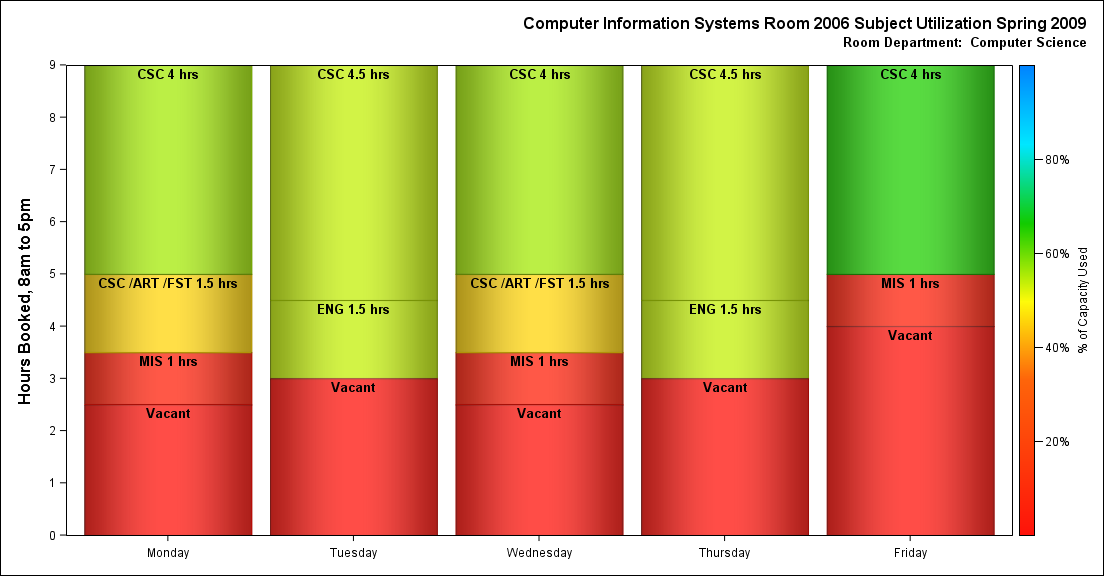 Computer Information Systems Room 2006 Subject Utilization Spring 2009
Room Department:  Computer Science
Hours Booked, 8am to 5pm
9
8
7
6
5
4
3
2
1
0
CSC 4 hrs
CSC /ART /FST 1.5 hrs
MIS 1 hrs
Vacant
CSC 4.5 hrs
ENG 1.5 hrs
Vacant
CSC 4 hrs
CSC /ART /FST 1.5 hrs
MIS 1 hrs
Vacant
CSC 4.5 hrs
ENG 1.5 hrs
Vacant
CSC 4 hrs
MIS 1 hrs
Vacant
Monday
Tuesday
Wednesday
Thursday
Friday
80%
60%
40%
20%
% of Capacity Used